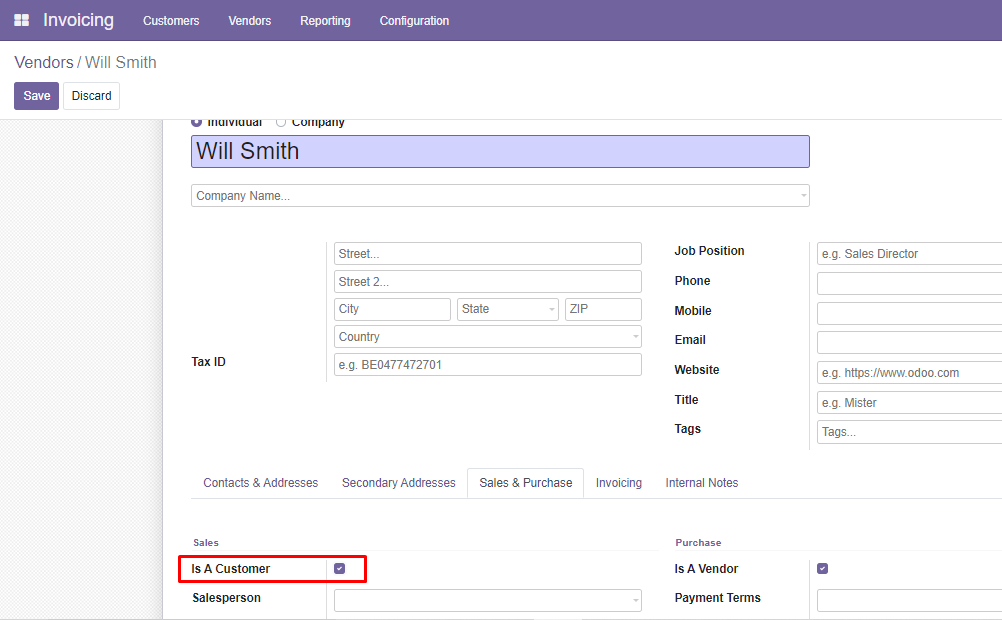 Invoicing Customers Vendors Reporting Configuration
Vendors / Will Smith
Save Discard
Individual Company
Will Smith
Company Name...
Street... Job Position e.g. Sales Director
Street 2... Phone
City State ZIP Mobile
Country Email
Tax ID e.g. BE0477472701 Website e.g. https://www.odoo.com
Title e.g. Mister
Tags Tags...
Contacts & Addresses Secondary Addresses Sales & Purchase Invoicing Internal Notes
Sales Purchase
Is A Customer Is A Vendor
Salesperson Payment Terms